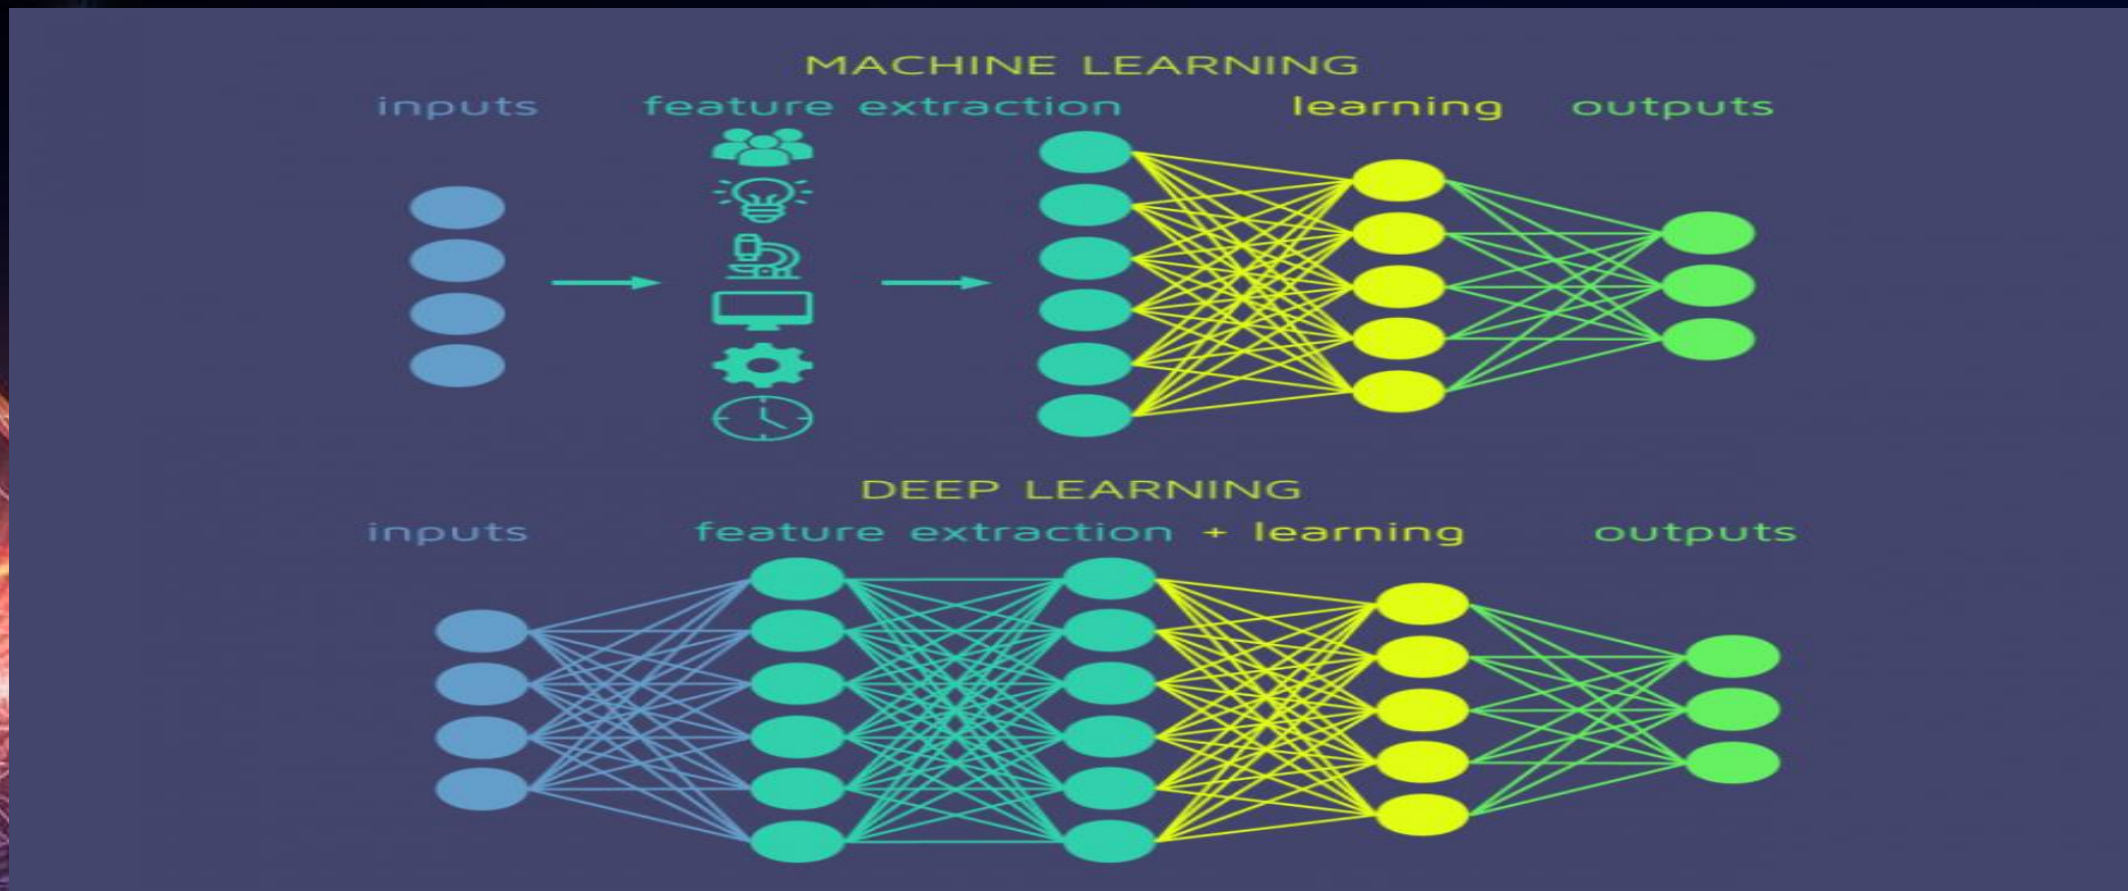 MACHINE LEARNING
inputs feature extraction learning outputs
DEEP LEARNING
inputs feature extraction + learning outputs